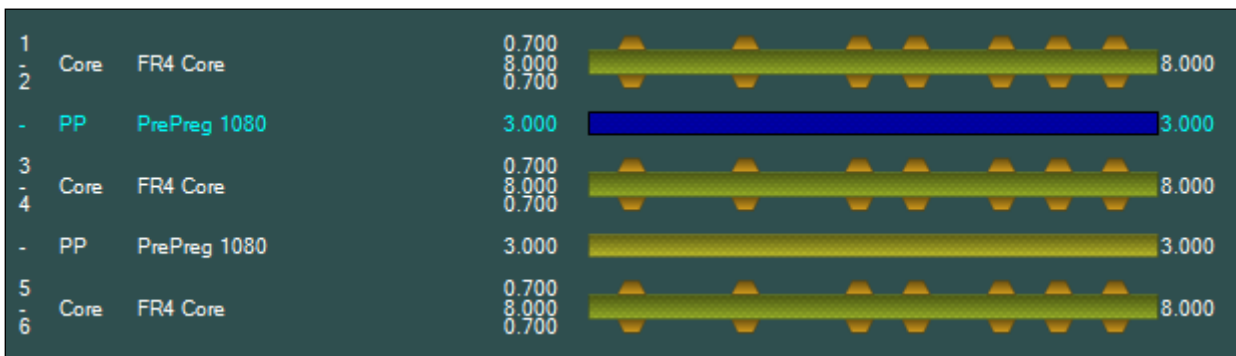 1 0.700
- Core FR4 Core 8.000 8.000
2 0.700
- PP PrePreg 1080 3.000 3.000
3 0.700
- Core FR4 Core 8.000 8.000
4 0.700
- PP PrePreg 1080 3.000 3.000
5 0.700
- Core FR4 Core 8.000 8.000
6 0.700